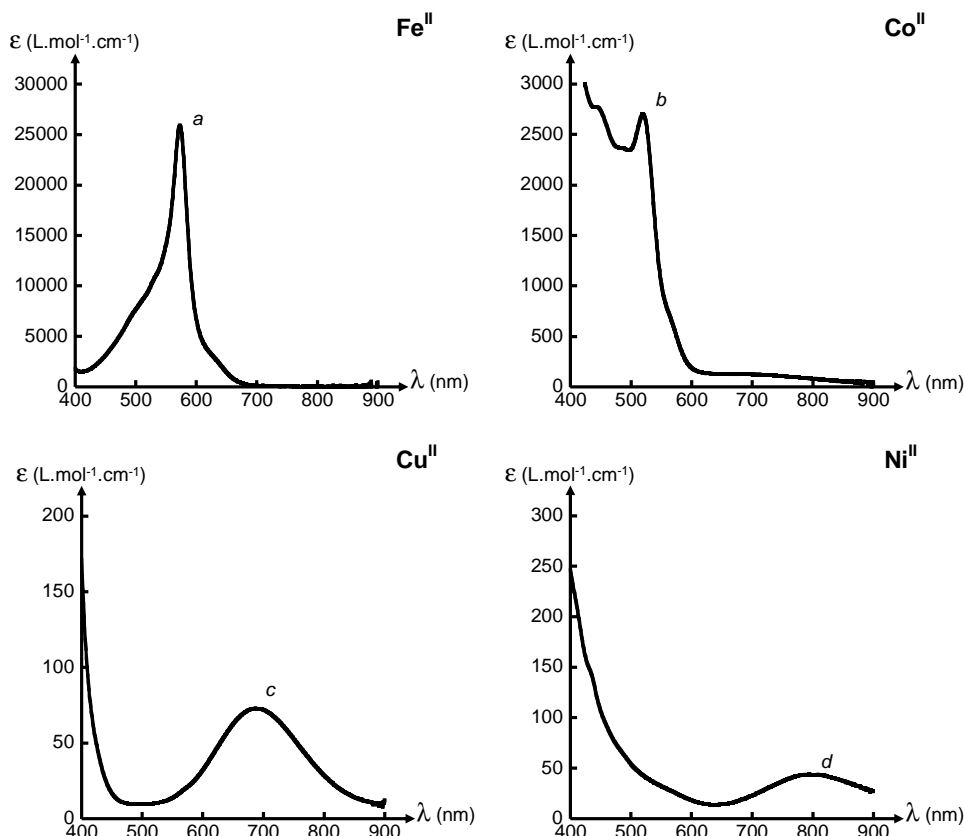 Fe^II
ε (L.mol-1.cm-1)
30000
25000
20000
15000
10000
5000
0
a
400 500 600 700 800 900
λ (nm)
Co^II
ε (L.mol-1.cm-1)
3000
2500
2000
1500
1000
500
0
b
400 500 600 700 800 900
λ (nm)
Cu^II
ε (L.mol-1.cm-1)
200
150
100
50
0
c
400 500 600 700 800 900
λ (nm)
Ni^II
ε (L.mol-1.cm-1)
300
250
200
150
100
50
0
d
400 500 600 700 800 900
λ (nm)